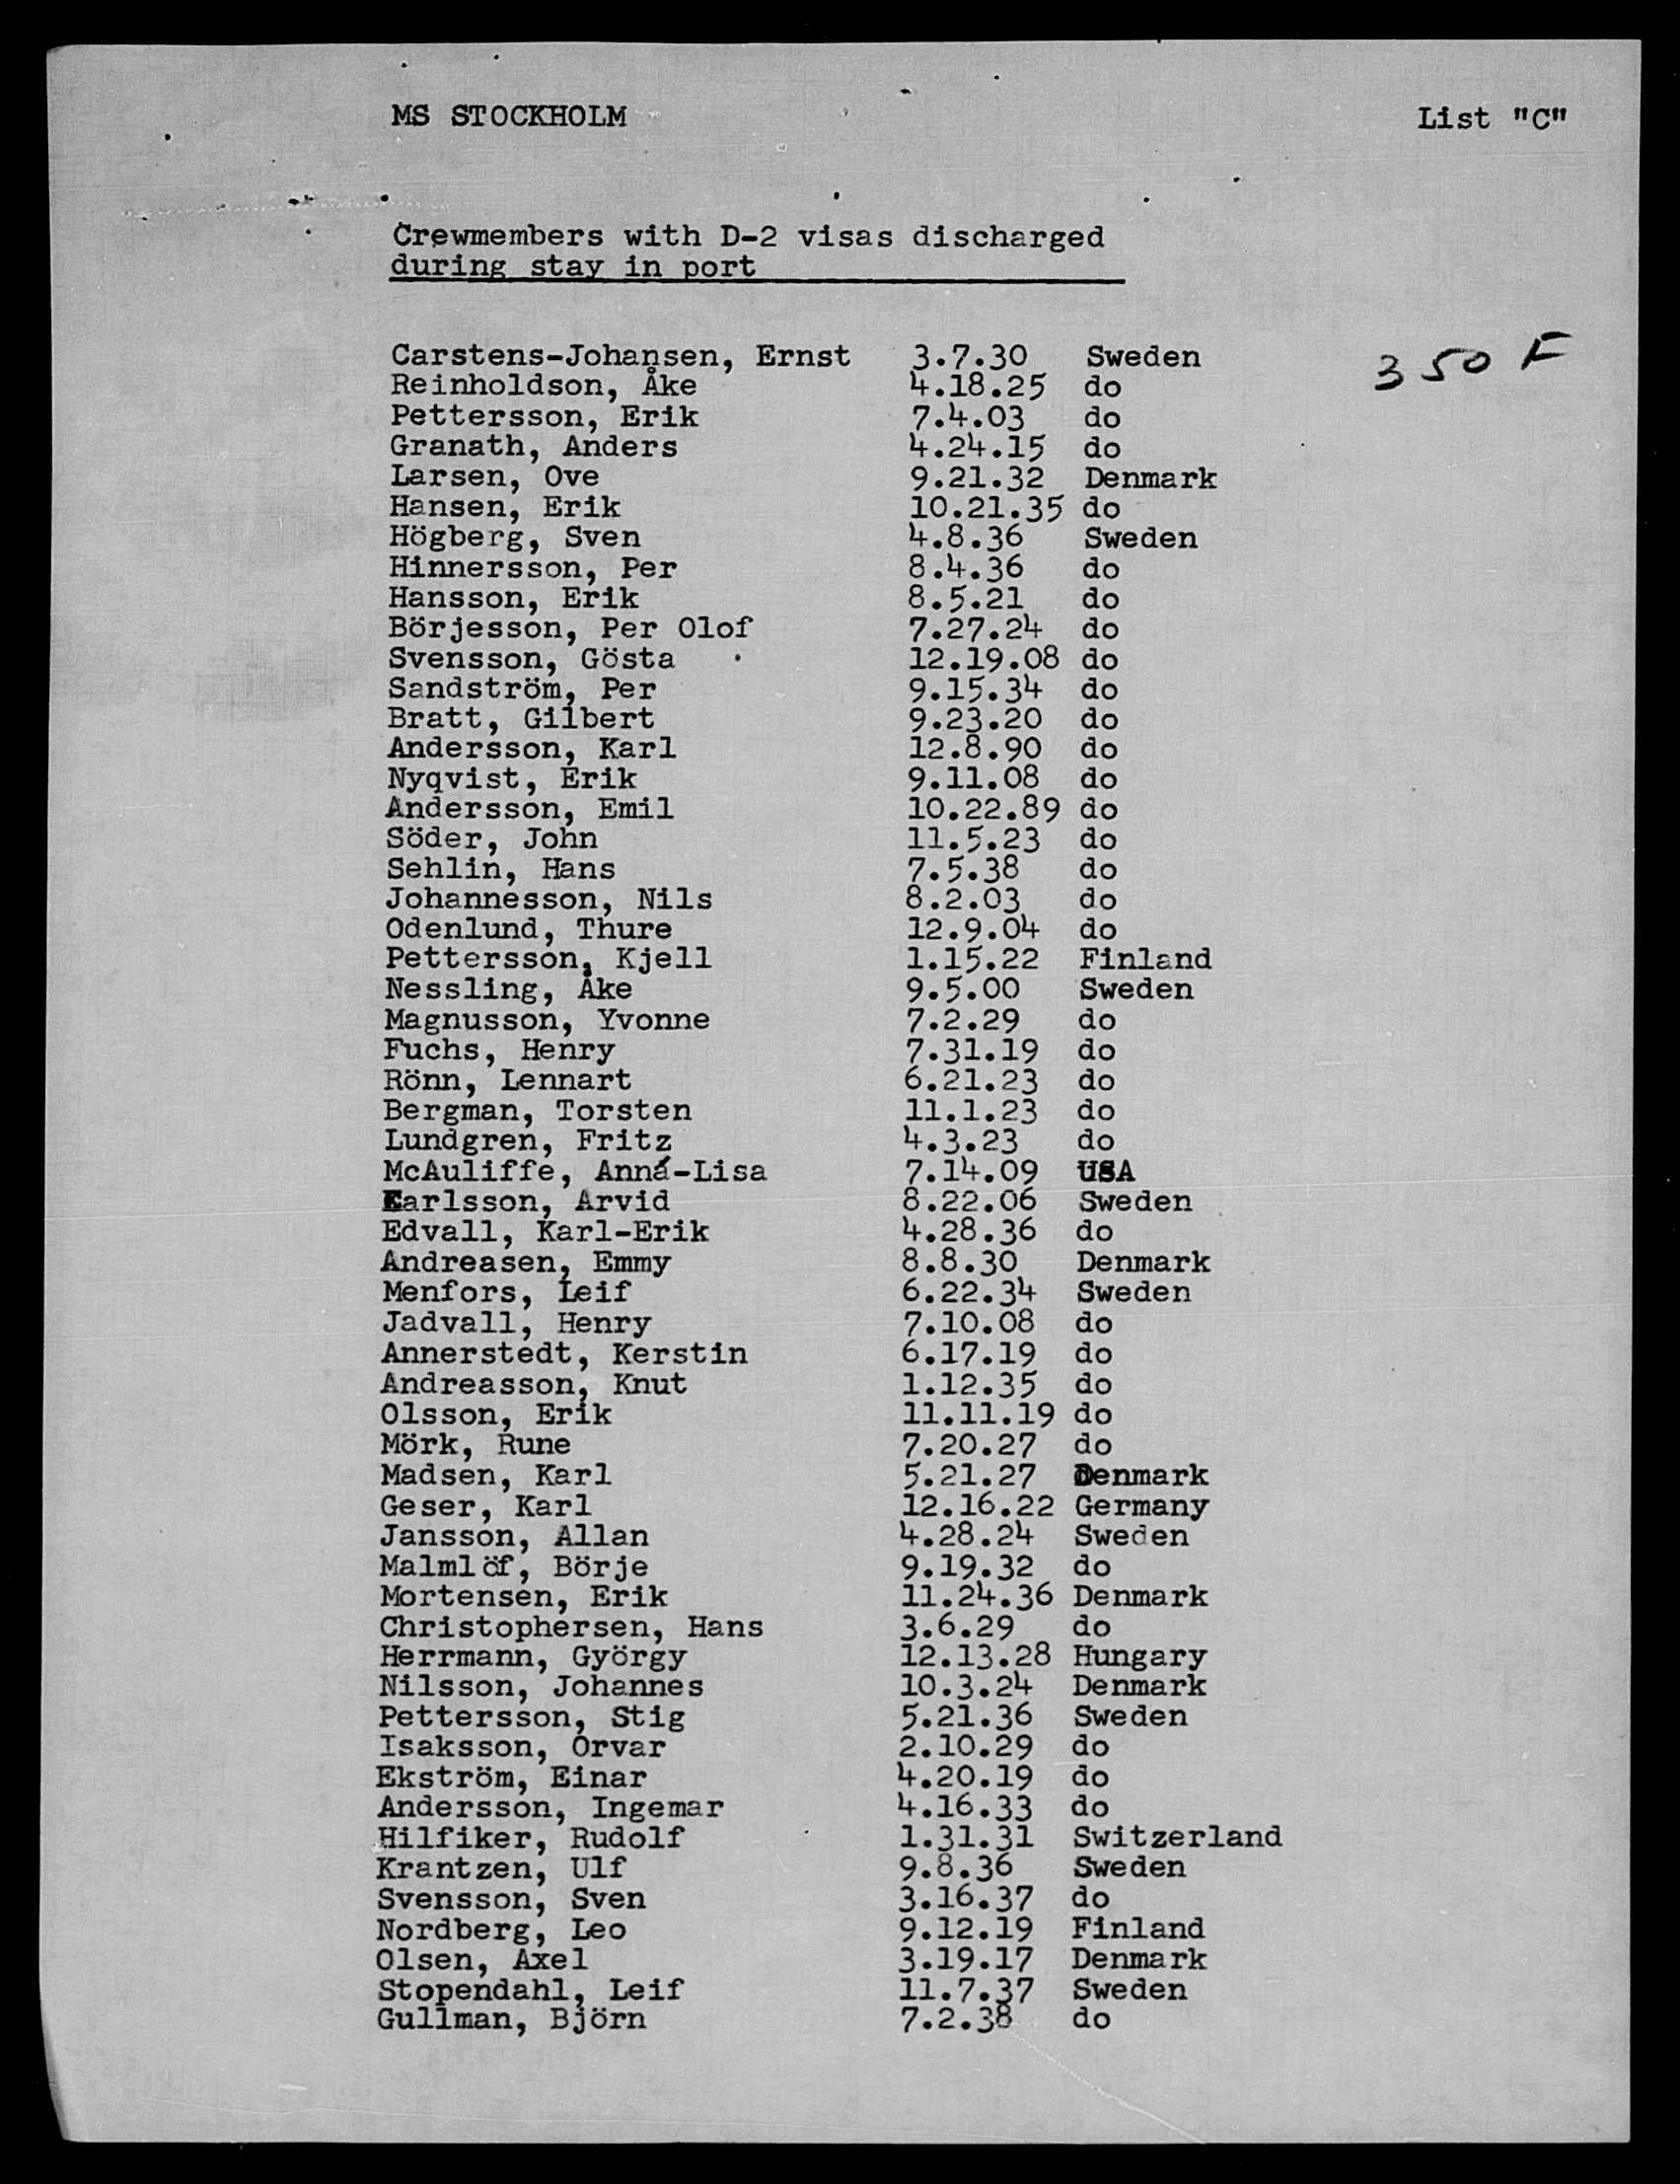 MS STOCKHOLM List "C"
Crewmembers with D-2 visas discharged
during stay in port
350 F
Carstens-Johansen, Ernst 3.7.30 Sweden
Reinholdson, Åke 4.18.25 do
Pettersson, Erik 7.4.03 do
Granath, Anders 4.24.15 do
Larsen, Ove 9.21.32 Denmark
Hansen, Erik 10.21.35 do
Högberg, Sven 4.8.36 Sweden
Hinnersson, Per 8.4.36 do
Hansson, Erik 8.5.21 do
Börjesson, Per Olof 7.27.24 do
Svensson, Gösta 12.19.08 do
Sandström, Per 9.15.34 do
Bratt, Gilbert 9.23.20 do
Andersson, Karl 12.8.90 do
Nyqvist, Erik 9.11.08 do
Andersson, Emil 10.22.89 do
Söder, John 11.5.23 do
Sehlin, Hans 7.5.38 do
Johannesson, Nils 8.2.03 do
Odenlund, Thure 12.9.04 do
Pettersson, Kjell 1.15.22 Finland
Nessling, Åke 9.5.00 Sweden
Magnusson, Yvonne 7.2.29 do
Fuchs, Henry 7.31.19 do
Rönn, Lennart 6.21.23 do
Bergman, Torsten 11.1.23 do
Lundgren, Fritz 4.3.23 do
McAuliffe, Anna-Lisa 7.14.09 USA
Karlsson, Arvid 8.22.06 Sweden
Edvall, Karl-Erik 4.28.36 do
Andreasen, Emmy 8.8.30 Denmark
Menfors, Leif 6.22.34 Sweden
Jadvall, Henry 7.10.08 do
Annerstedt, Kerstin 6.17.19 do
Andreasson, Knut 1.12.35 do
Olsson, Erik 11.11.19 do
Mörk, Rune 7.20.27 do
Madsen, Karl 5.21.27 Denmark
Geser, Karl 12.16.22 Germany
Jansson, Allan 4.28.24 Sweden
Malmlöf, Börje 9.19.32 do
Mortensen, Erik 11.24.36 Denmark
Christophersen, Hans 3.6.29 do
Herrmann, György 12.13.28 Hungary
Nilsson, Johannes 10.3.24 Denmark
Pettersson, Stig 5.21.36 Sweden
Isaksson, Orvar 2.10.29 do
Ekström, Einar 4.20.19 do
Andersson, Ingemar 4.16.33 do
Hilfiker, Rudolf 1.31.31 Switzerland
Krantzen, Ulf 9.8.36 Sweden
Svensson, Sven 3.16.37 do
Nordberg, Leo 9.12.19 Finland
Olsen, Axel 3.19.17 Denmark
Stopendahl, Leif 11.7.37 Sweden
Gullman, Björn 7.2.38 do